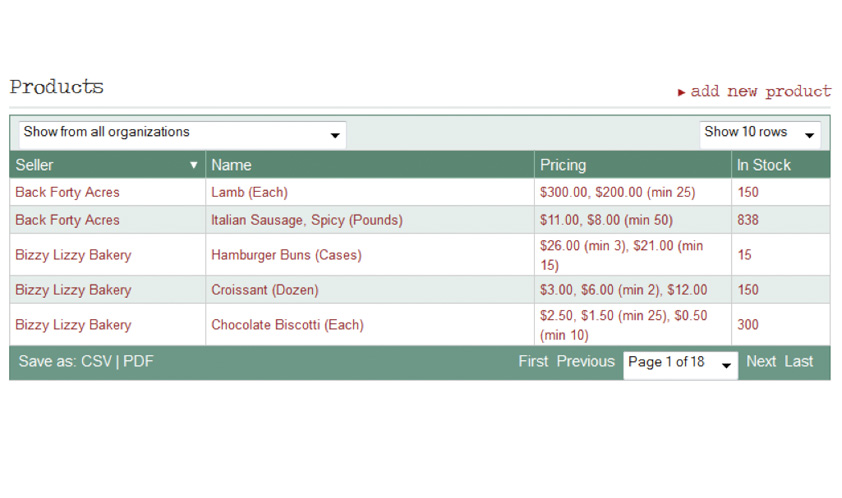 Products
▸ add new product
Show from all organizations ▼ Show 10 rows ▼
Seller ▼ Name Pricing In Stock
Back Forty Acres Lamb (Each) $300.00, $200.00 (min 25) 150
Back Forty Acres Italian Sausage, Spicy (Pounds) $11.00, $8.00 (min 50) 838
Bizzy Lizzy Bakery Hamburger Buns (Cases) $26.00 (min 3), $21.00 (min
15) 15
Bizzy Lizzy Bakery Croissant (Dozen) $3.00, $6.00 (min 2), $12.00 150
Bizzy Lizzy Bakery Chocolate Biscotti (Each) $2.50, $1.50 (min 25), $0.50
(min 10) 300
Save as: CSV | PDF First Previous Page 1 of 18 ▼ Next Last